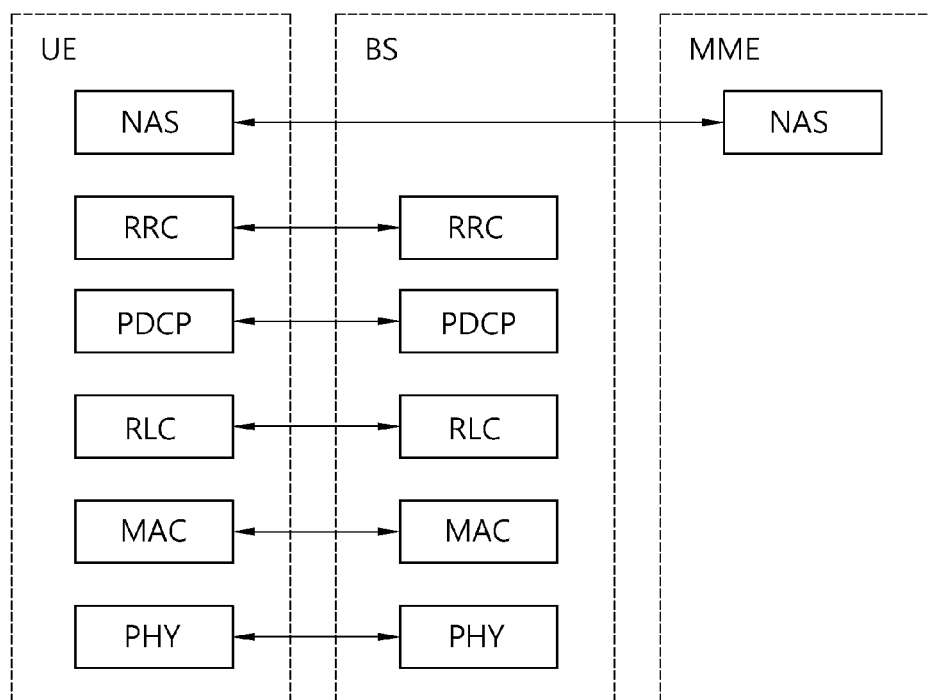 UE BS MME
NAS NAS
RRC RRC
PDCP PDCP
RLC RLC
MAC MAC
PHY PHY